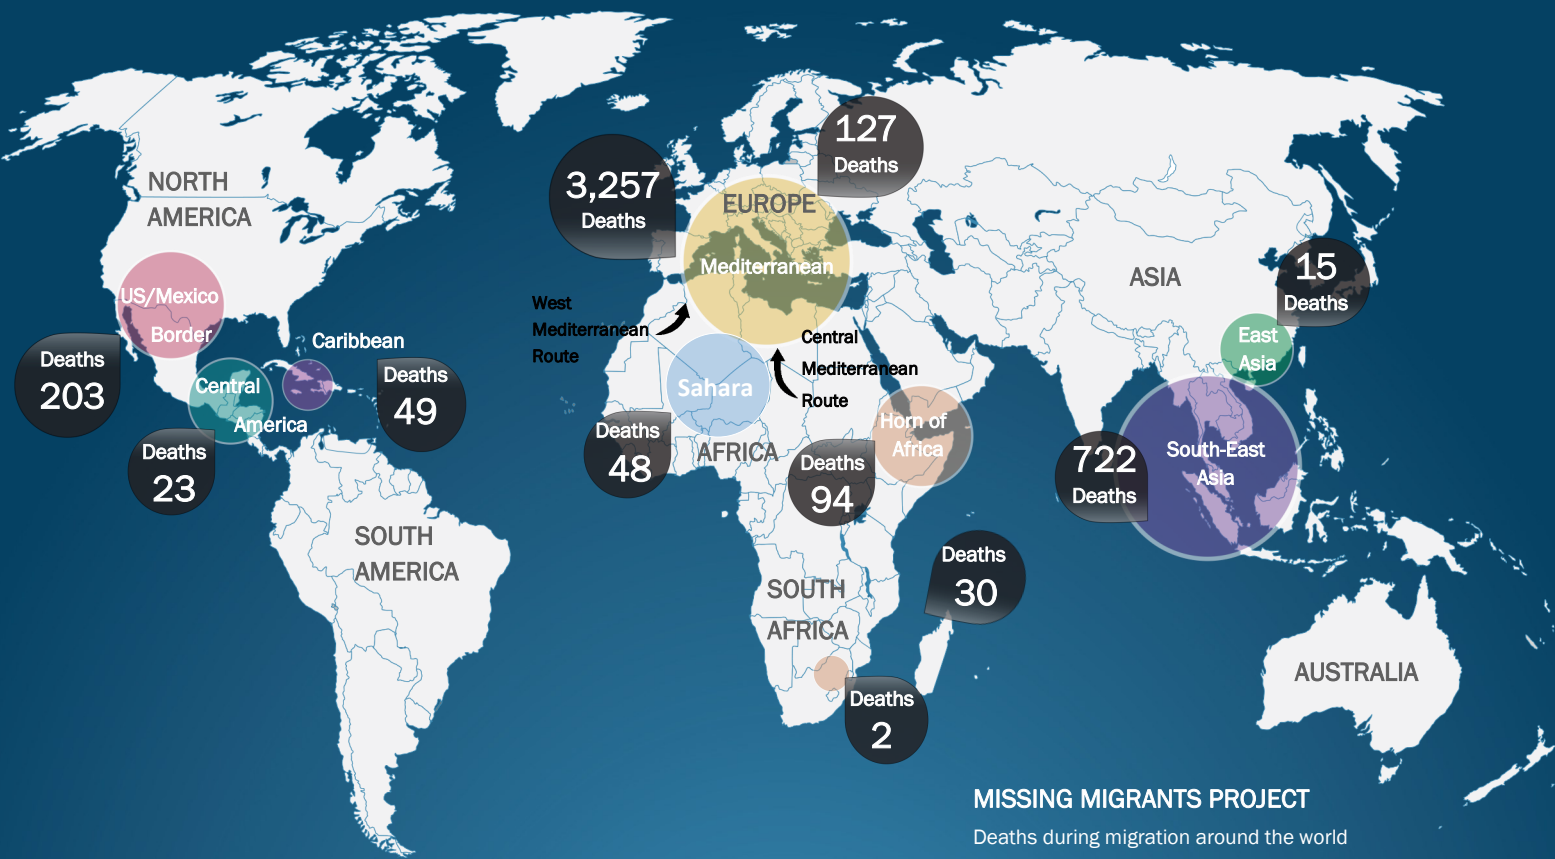 NORTH
AMERICA
US/Mexico
Border
Deaths
203
Central
America
Deaths
23
Caribbean
Deaths
49
SOUTH
AMERICA
3,257
Deaths
127
Deaths
EUROPE
Mediterranean
West
Mediterranean
Route
Central
Mediterranean
Route
Sahara
Deaths
48
AFRICA
Horn of
Africa
Deaths
94
Deaths
30
SOUTH
AFRICA
Deaths
2
ASIA
15
Deaths
East
Asia
722
Deaths
South-East
Asia
AUSTRALIA
MISSING MIGRANTS PROJECT
Deaths during migration around the world